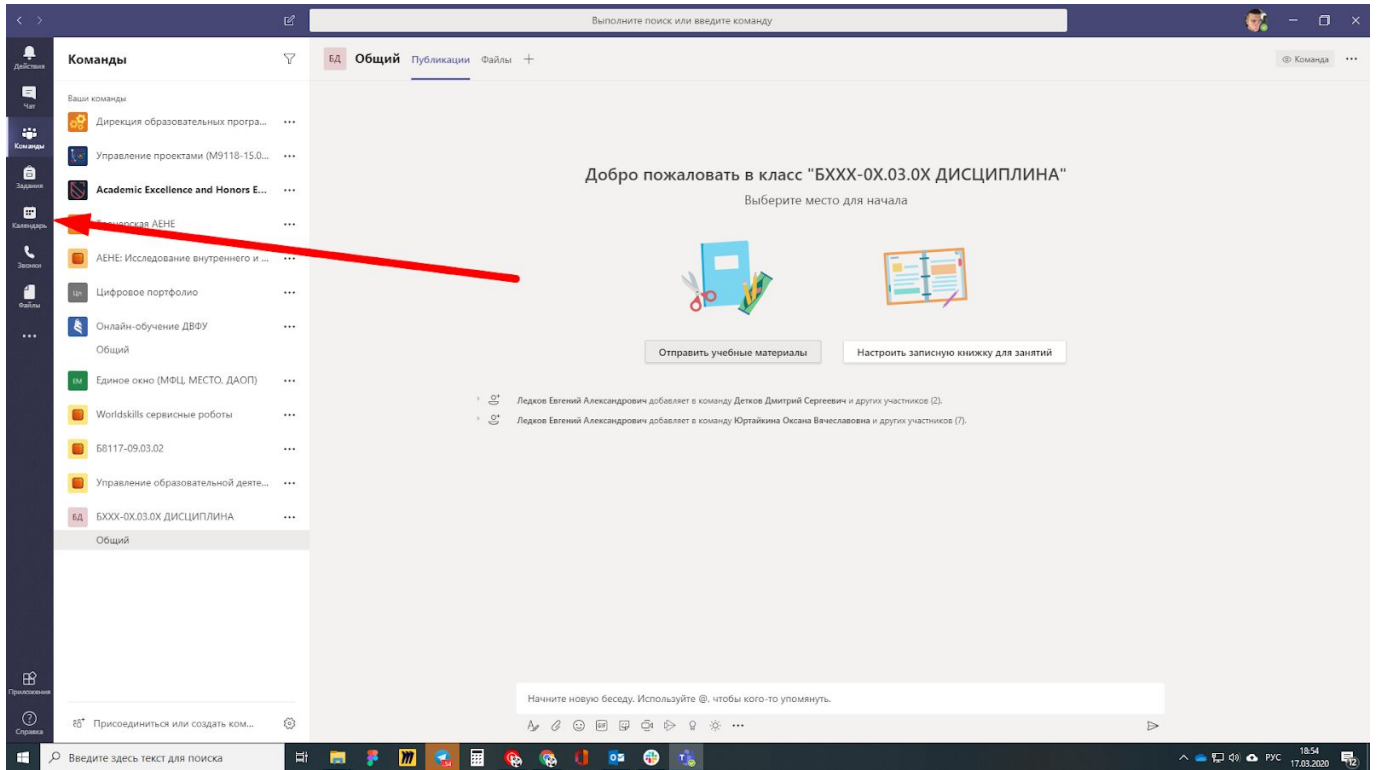 Выполните поиск или введите команду
Действия
Чат
Команды
Задания
Календарь
Звонки
Файлы
Приложения
Справка
Команды
Ваши команды
Дирекция образовательных програ...
Управление проектами (М9118-15.0...
Academic Excellence and Honors E...
АЕНЕ
АЕНЕ: Исследование внутреннего и ...
ЦП Цифровое портфолио
Онлайн-обучение ДВФУ
Общий
ЕМ Единое окно (МФЦ, МЕСТО, ДАОП)
Worldskills сервисные роботы
Б8117-09.03.02
Управление образовательной деяте...
БД БХХХ-0Х.03.0Х ДИСЦИПЛИНА
Общий
Присоединиться или создать ком...
БД Общий Публикации Файлы
Команда
Добро пожаловать в класс "БХХХ-0Х.03.0Х ДИСЦИПЛИНА"
Выберите место для начала
Отправить учебные материалы
Настроить записную книжку для занятий
Ледков Евгений Александрович добавляет в команду Детков Дмитрий Сергеевич и других участников (2).
Ледков Евгений Александрович добавляет в команду Юртайкина Оксана Вячеславовна и других участников (7).
Начните новую беседу. Используйте @, чтобы кого-то упомянуть.
GIF
Введите здесь текст для поиска
РУС
18:54
17.03.2020